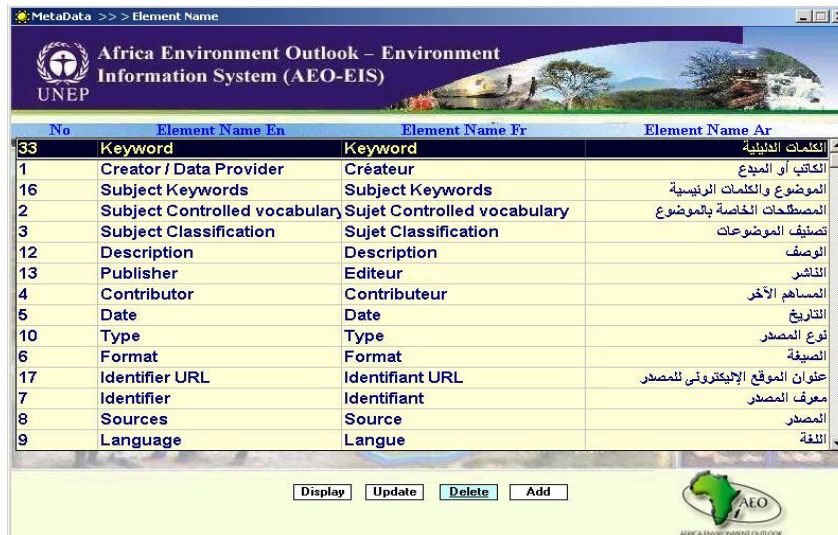 MetaData >> > Element Name
Africa Environment Outlook – Environment
Information System (AEO-EIS)
UNEP
No Element Name En Element Name Fr Element Name Ar
33 Keyword Keyword الكلمات الدليلية
1 Creator / Data Provider Créateur الكاتب أو المبدع
16 Subject Keywords Subject Keywords الموضوع والكلمات الرئيسية
2 Subject Controlled vocabulary Sujet Controlled vocabulary المصطلحات الخاصة بالموضوع
3 Subject Classification Sujet Classification تصنيف الموضوعات
12 Description Description الوصف
13 Publisher Editeur الناشر
4 Contributor Contributeur المساهم الآخر
5 Date Date التاريخ
10 Type Type نوع المصدر
6 Format Format الصيغة
17 Identifier URL Identifiant URL عنوان الموقع الإليكتروني للمصدر
7 Identifier Identifiant معرف المصدر
8 Sources Source المصدر
9 Language Langue اللغة
Display Update Delete Add
AEO
AFRICA ENVIRONMENT OUTLOOK